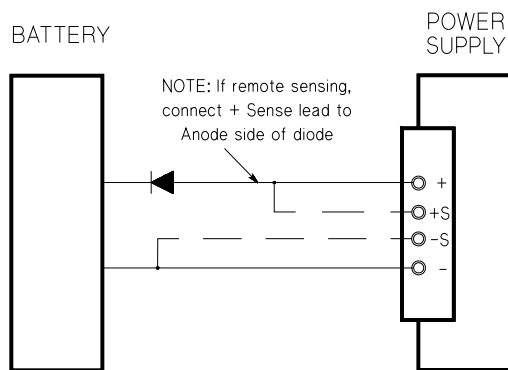 BATTERY
POWER
SUPPLY
NOTE: If remote sensing,
connect + Sense lead to
Anode side of diode
+
+S
-S
-